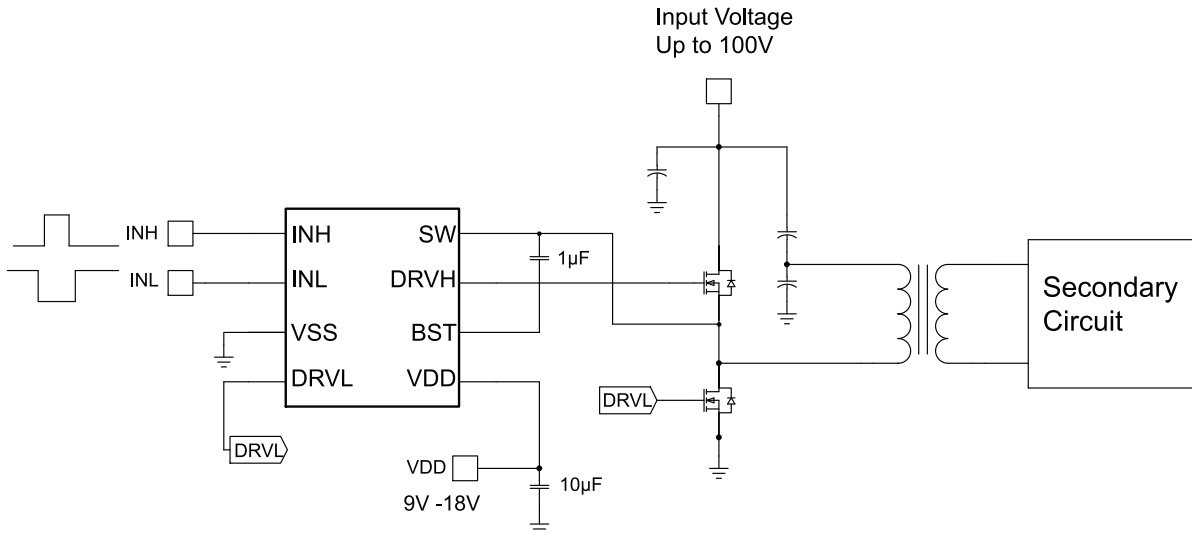 Input Voltage
Up to 100V
INH
INH
SW
1µF
INL
INL
DRVH
VSS
BST
DRVL
VDD
DRVL
DRVL
VDD
9V -18V
10µF
Secondary
Circuit